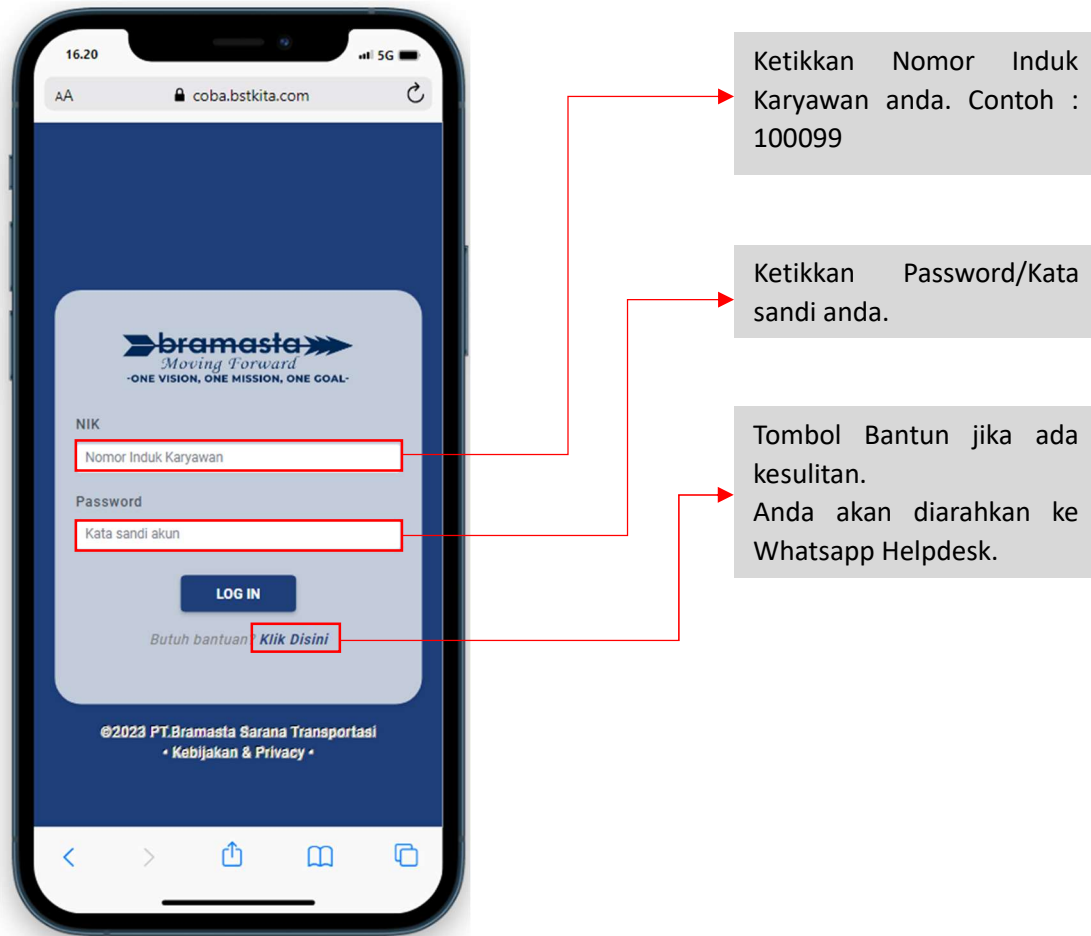 16.20
5G
AA
coba.bstkita.com
bramasta
Moving Forward
-ONE VISION, ONE MISSION, ONE GOAL-
NIK
Nomor Induk Karyawan
Password
Kata sandi akun
LOG IN
Butuh bantuan? Klik Disini
©2023 PT.Bramasta Sarana Transportasi
• Kebijakan & Privacy •
Ketikkan Nomor Induk
Karyawan anda. Contoh :
100099
Ketikkan Password/Kata
sandi anda.
Tombol Bantun jika ada
kesulitan.
Anda akan diarahkan ke
Whatsapp Helpdesk.